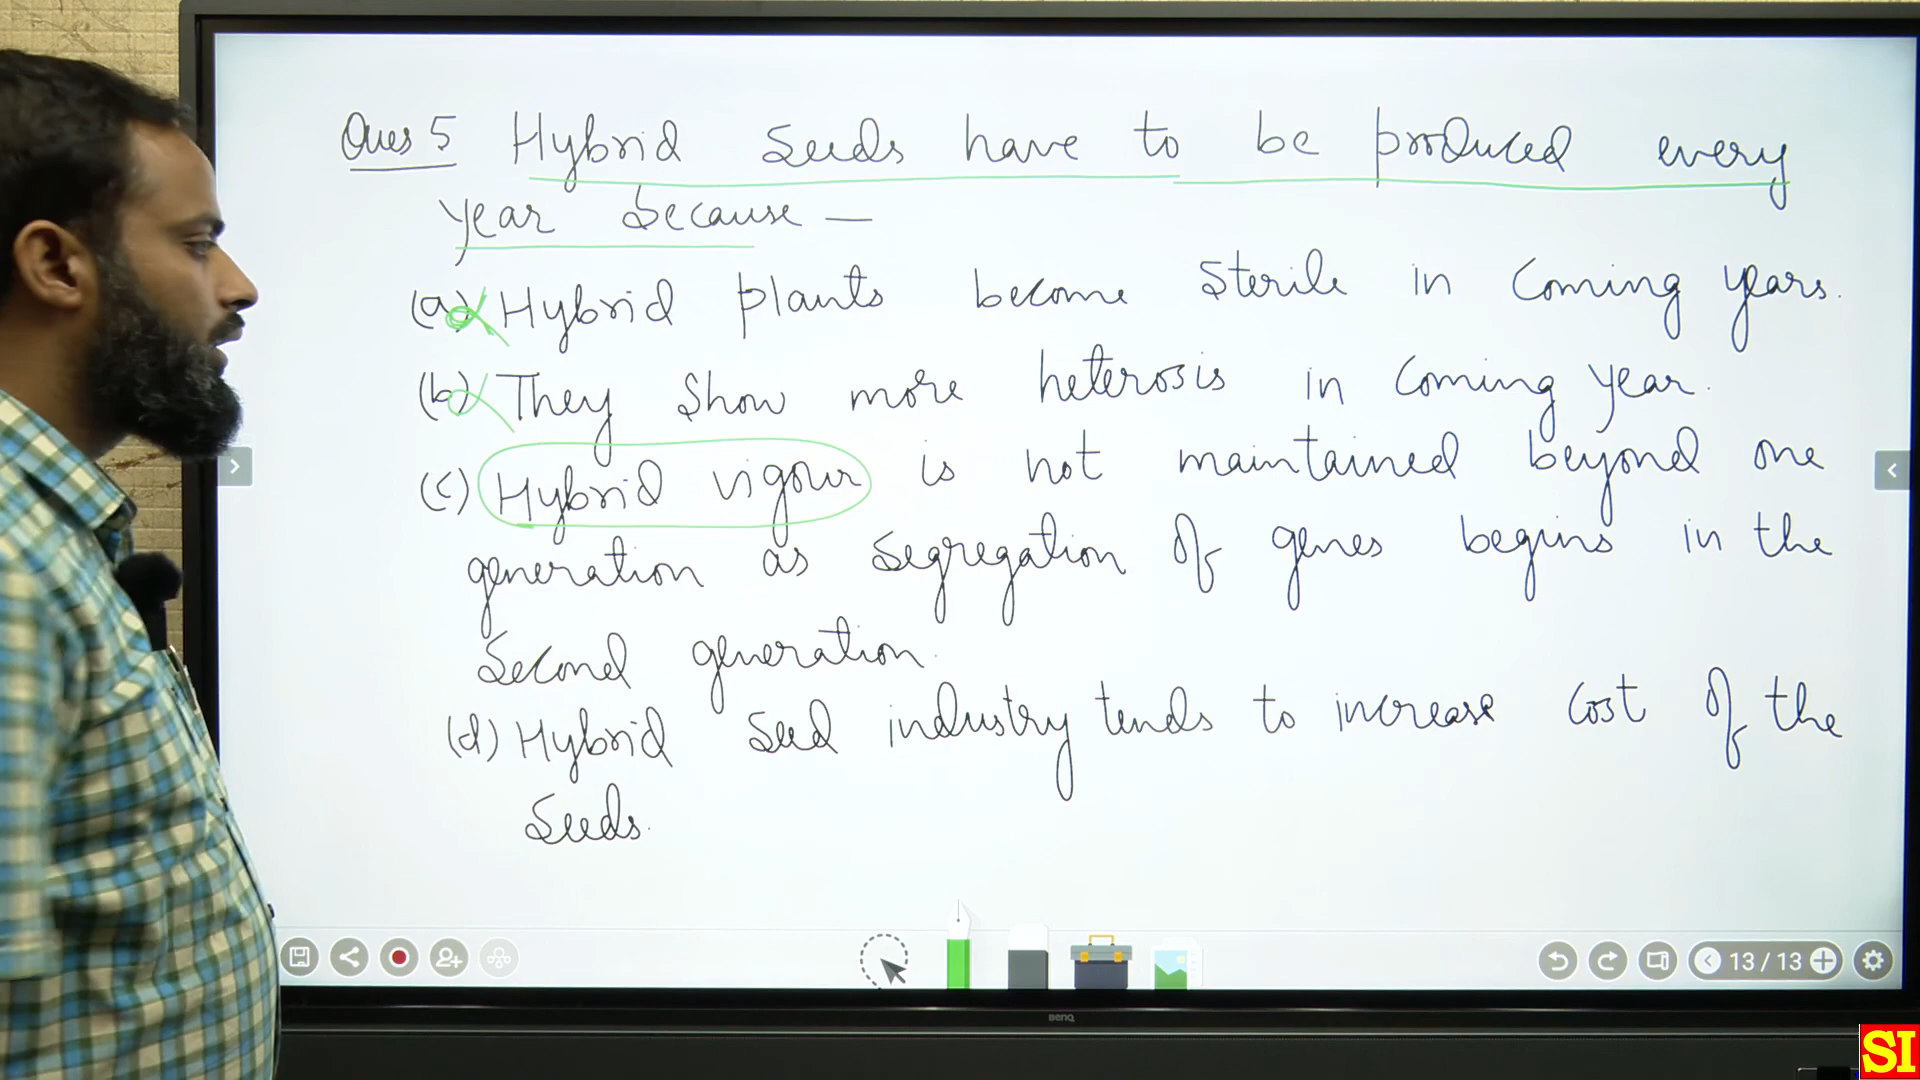 Ques 5 Hybrid Seeds have to be produced every
year because —
(a) Hybrid plants become Sterile in Coming years.
(b) They Show more heterosis in Coming year.
(c) Hybrid vigour is not maintained beyond one
generation as Segregation of genes begins in the
Second generation.
(d) Hybrid Seed industry tends to increase Cost of the
Seeds.
13 / 13
BenQ
SI